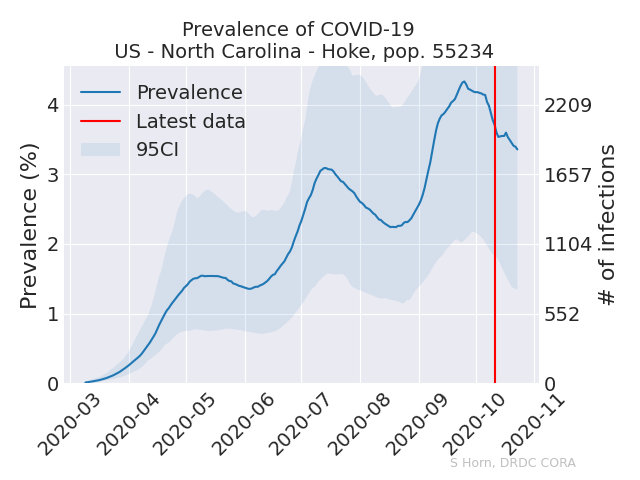 Prevalence of COVID-19
US - North Carolina - Hoke, pop. 55234
Prevalence
Latest data
95CI
Prevalence (%)
4
3
2
1
0
2209
1657
1104
552
0
# of infections
2020-03
2020-04
2020-05
2020-06
2020-07
2020-08
2020-09
2020-10
2020-11
S Horn, DRDC CORA